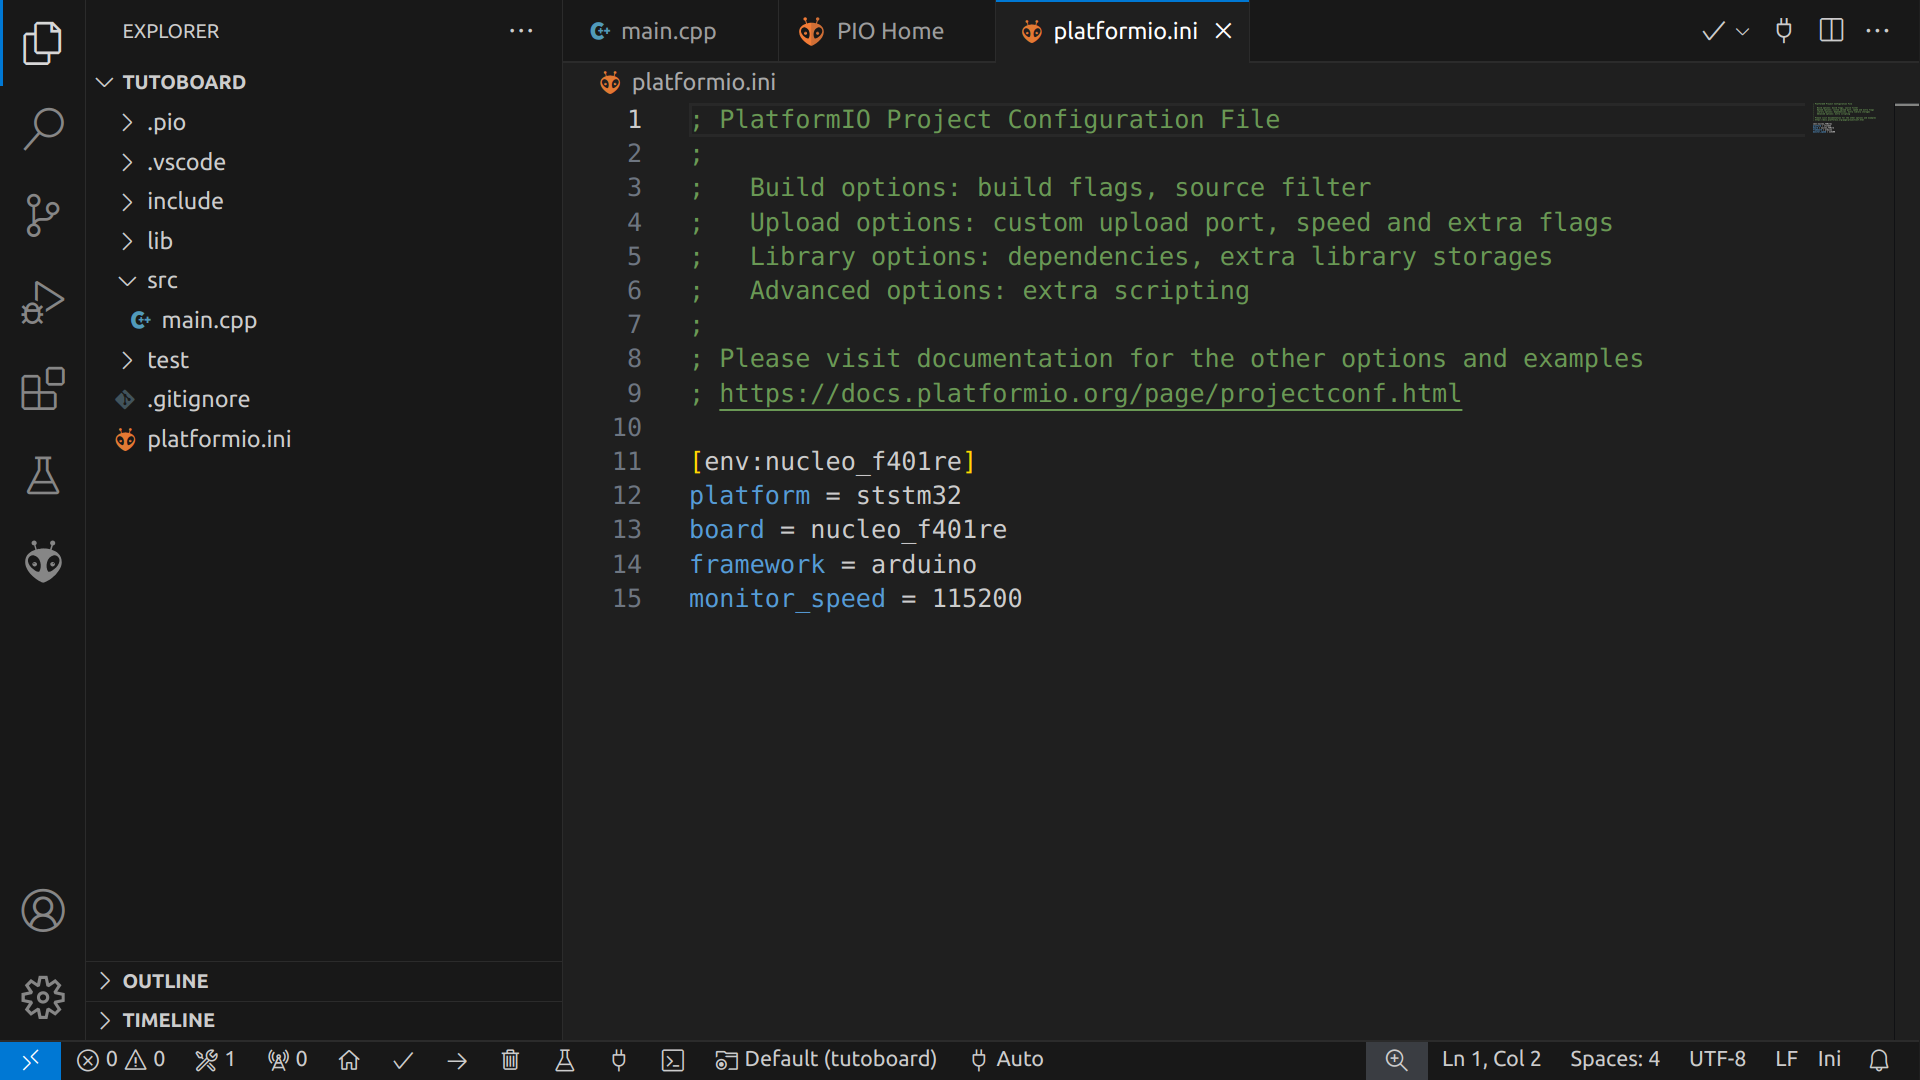 EXPLORER
TUTOBOARD
.pio
.vscode
include
lib
src
main.cpp
test
.gitignore
platformio.ini
OUTLINE
TIMELINE
main.cpp
PIO Home
platformio.ini
platformio.ini
1 ; PlatformIO Project Configuration File
2 ;
3 ;   Build options: build flags, source filter
4 ;   Upload options: custom upload port, speed and extra flags
5 ;   Library options: dependencies, extra library storages
6 ;   Advanced options: extra scripting
7 ;
8 ; Please visit documentation for the other options and examples
9 ; https://docs.platformio.org/page/projectconf.html
10
11 [env:nucleo_f401re]
12 platform = ststm32
13 board = nucleo_f401re
14 framework = arduino
15 monitor_speed = 115200
0 0 1 0 Default (tutoboard) Auto Ln 1, Col 2 Spaces: 4 UTF-8 LF Ini